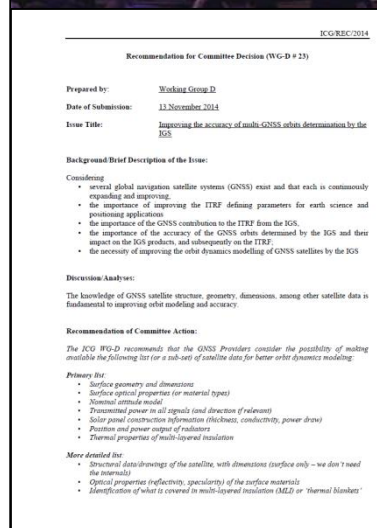 ICG/REC/2014
Recommendation for Committee Decision (WG-D # 23)
Prepared by: Working Group D
Date of Submission: 13 November 2014
Issue Title: Improving the accuracy of multi-GNSS orbits determination by the
IGS
Background/Brief Description of the Issue:
Considering
• several global navigation satellite systems (GNSS) exist and that each is continuously
expanding and improving,
• the importance of improving the ITRF defining parameters for earth science and
positioning applications
• the importance of the GNSS contribution to the ITRF from the IGS,
• the importance of the accuracy of the GNSS orbits determined by the IGS and their
impact on the IGS products, and subsequently on the ITRF;
• the necessity of improving the orbit dynamics modelling of GNSS satellites by the IGS
Discussion/Analyses:
The knowledge of GNSS satellite structure, geometry, dimensions, among other satellite data is
fundamental to improving orbit modeling and accuracy.
Recommendation of Committee Action:
The ICG WG-D recommends that the GNSS Providers consider the possibility of making
available the following list (or a sub-set) of satellite data for better orbit dynamics modeling:
Primary list:
• Surface geometry and dimensions
• Surface optical properties (or material types)
• Nominal attitude model
• Transmitted power in all signals (and direction if relevant)
• Solar panel construction information (thickness, conductivity, power draw)
• Position and power output of radiators
• Thermal properties of multi-layered insulation
More detailed list:
• Structural data/drawings of the satellite, with dimensions (surface only – we don't need
the internals)
• Optical properties (reflectivity, specularity) of the surface materials
• Identification of what is covered in multi-layered insulation (MLI) or 'thermal blankets'